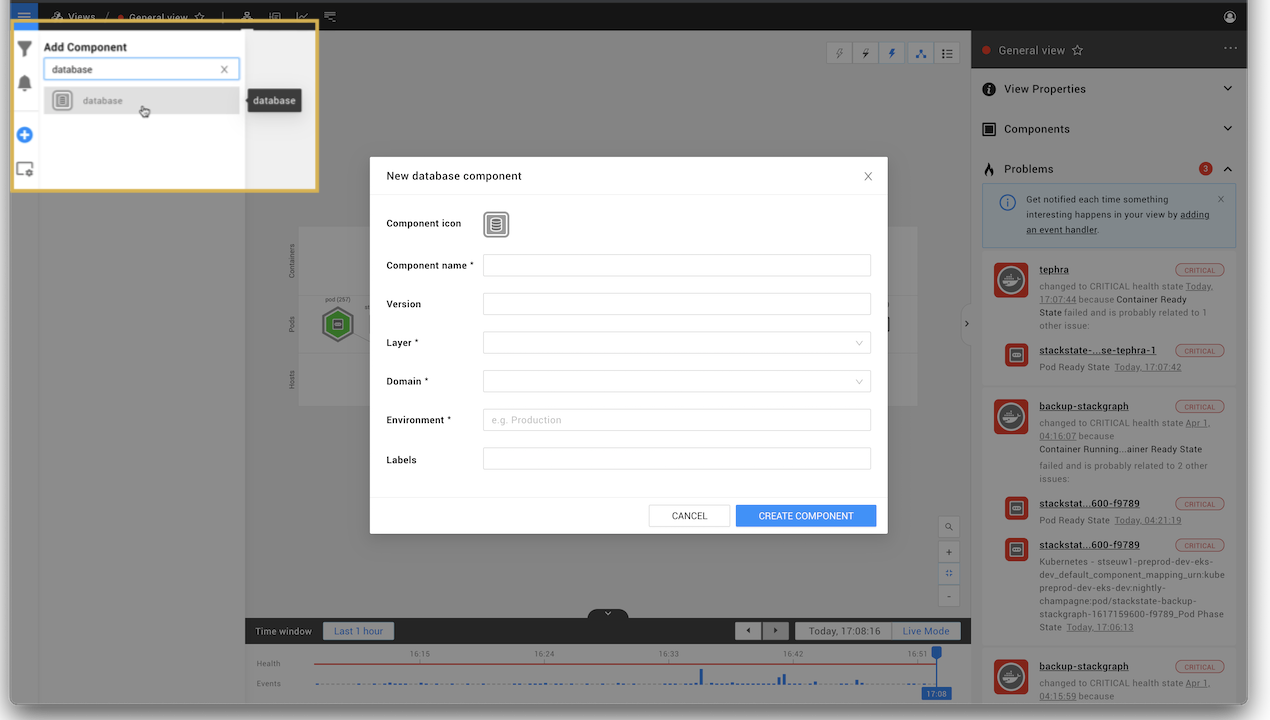 Views / General view
Add Component
database
database
database
New database component
Component icon
Component name *
Version
Layer *
Domain *
Environment *
e.g. Production
Labels
CANCEL
CREATE COMPONENT
Containers
Pods
Hosts
pod (257)
General view
View Properties
Components
Problems
3
Get notified each time something
interesting happens in your view by adding
an event handler.
tephra
CRITICAL
changed to CRITICAL health state Today,
17:07:44 because Container Ready
State failed and is probably related to 1
other issue:
stackstate-...se-tephra-1
CRITICAL
Pod Ready State Today, 17:07:42
backup-stackgraph
CRITICAL
changed to CRITICAL health state Apr 1,
04:16:07 because
Container Running...ainer Ready State
failed and is probably related to 2 other
issues:
stackstat...600-f9789
CRITICAL
Pod Ready State Today, 04:21:19
stackstat...600-f9789
CRITICAL
Kubernetes - stseuw1-preprod-dev-eks-
dev_default_component_mapping_urn:kube
preprod-dev-eks-dev:nightly-
champagne:pod/stackstate-backup-
stackgraph-1617159600-f9789_Pod Phase
State Today, 17:06:13
backup-stackgraph
CRITICAL
changed to CRITICAL health state Apr 1,
04:15:59 because
+
-
Time window
Last 1 hour
Today, 17:08:16
Live Mode
16:15
16:24
16:33
16:42
16:51
Health
Events
17:08